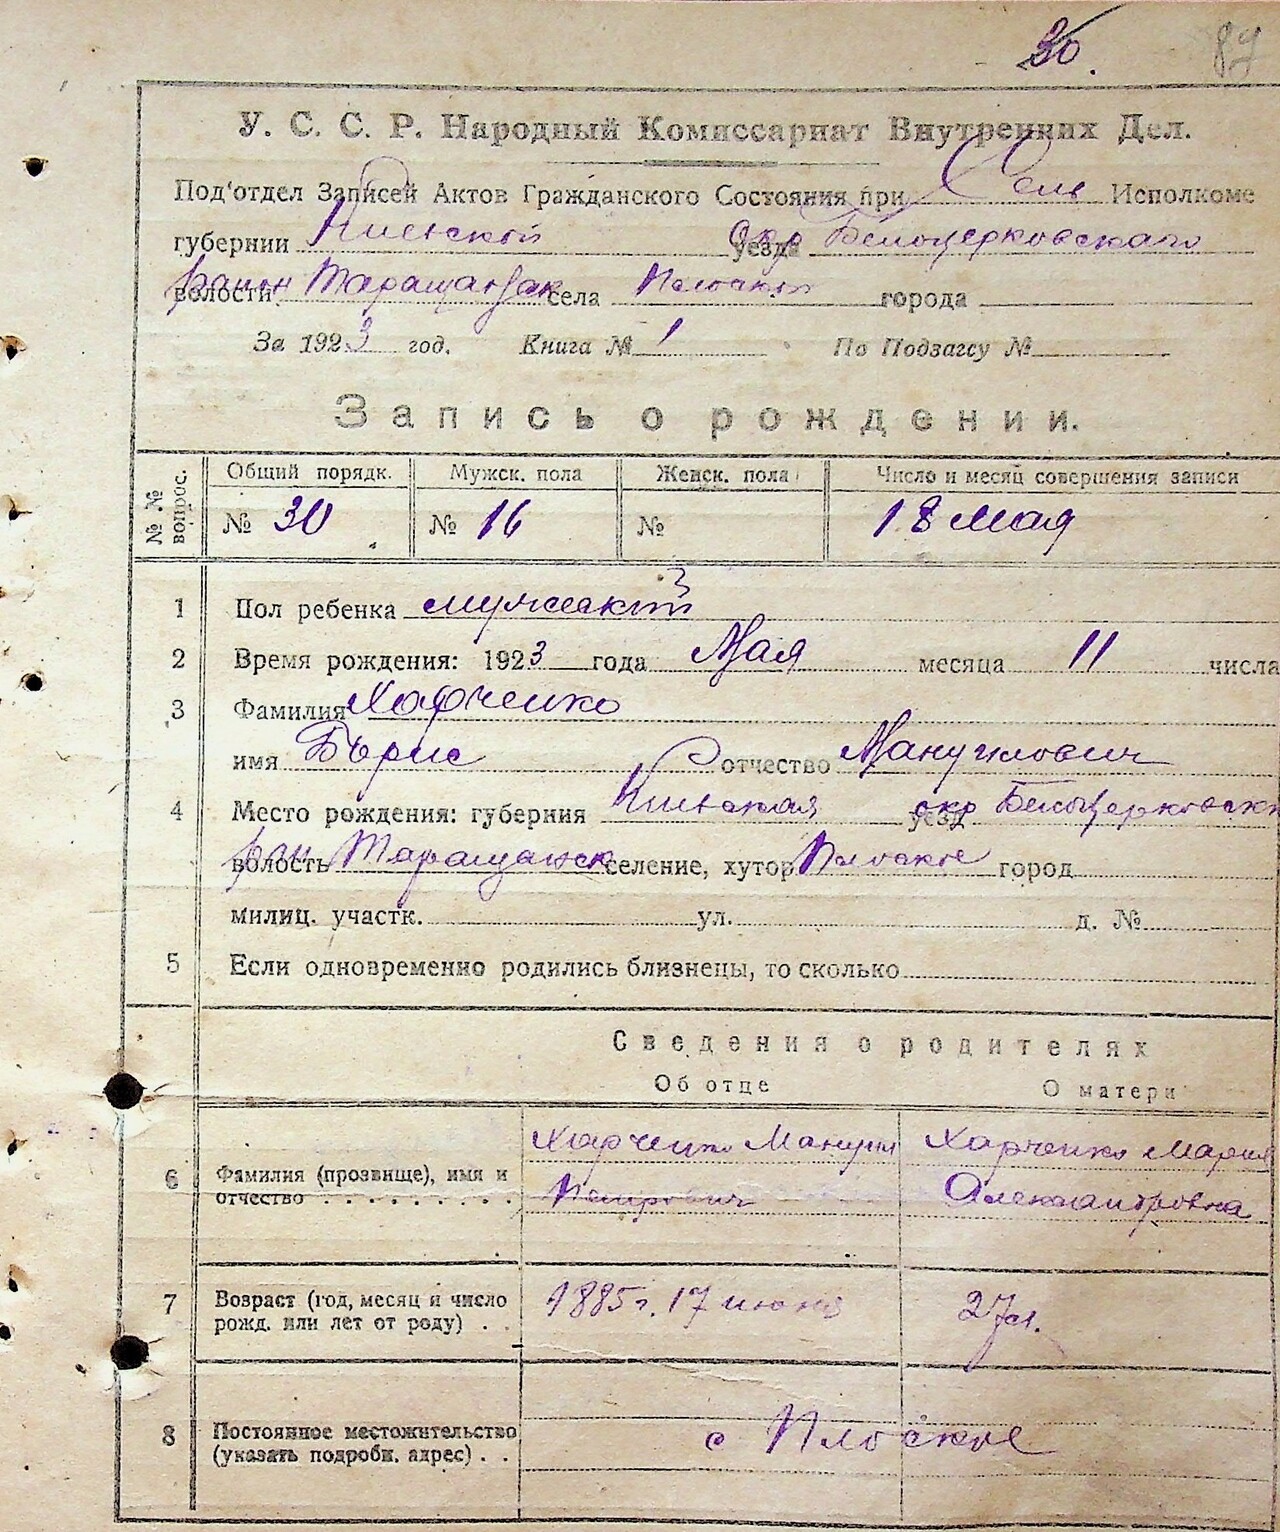 30. 89
У. С. С. Р. Народный Комиссариат Внутренних Дел.
Под'отдел Записей Актов Гражданского Состояния при Сель Исполкоме
губернии Киевской уезда окр Белоцерковскаго
волости район Таращанск села Плоской города
За 1923 год. Книга № 1 По Подзагсу №
Запись о рождении.
№ № вопрос. Общий порядк. Мужск. пола Женск. пола Число и месяц совершения записи
№ 30 № 16 № 18 Мая
1 Пол ребенка мужской
2 Время рождения: 1923 года Мая месяца 11 числа
3 Фамилия Харченко
имя Борис отчество Мануилович
4 Место рождения: губерния Киевская уезд окр Белоцерковск
волость рн Таращанск селение, хутор Плоское город
милиц. участк. ул. д. №
5 Если одновременно родились близнецы, то сколько
Сведения о родителях
Об отце О матери
Харченко Мануил Харченко Мария
6 Фамилия (прозвище), имя и
отчество . . . . . . . . . Петрович Александровна
7 Возраст (год, месяц и число 1885 г. 17 июня 27 л.
рожд. или лет от роду) . .
8 Постоянное местожительство с Плоское
(указать подробн. адрес) . .